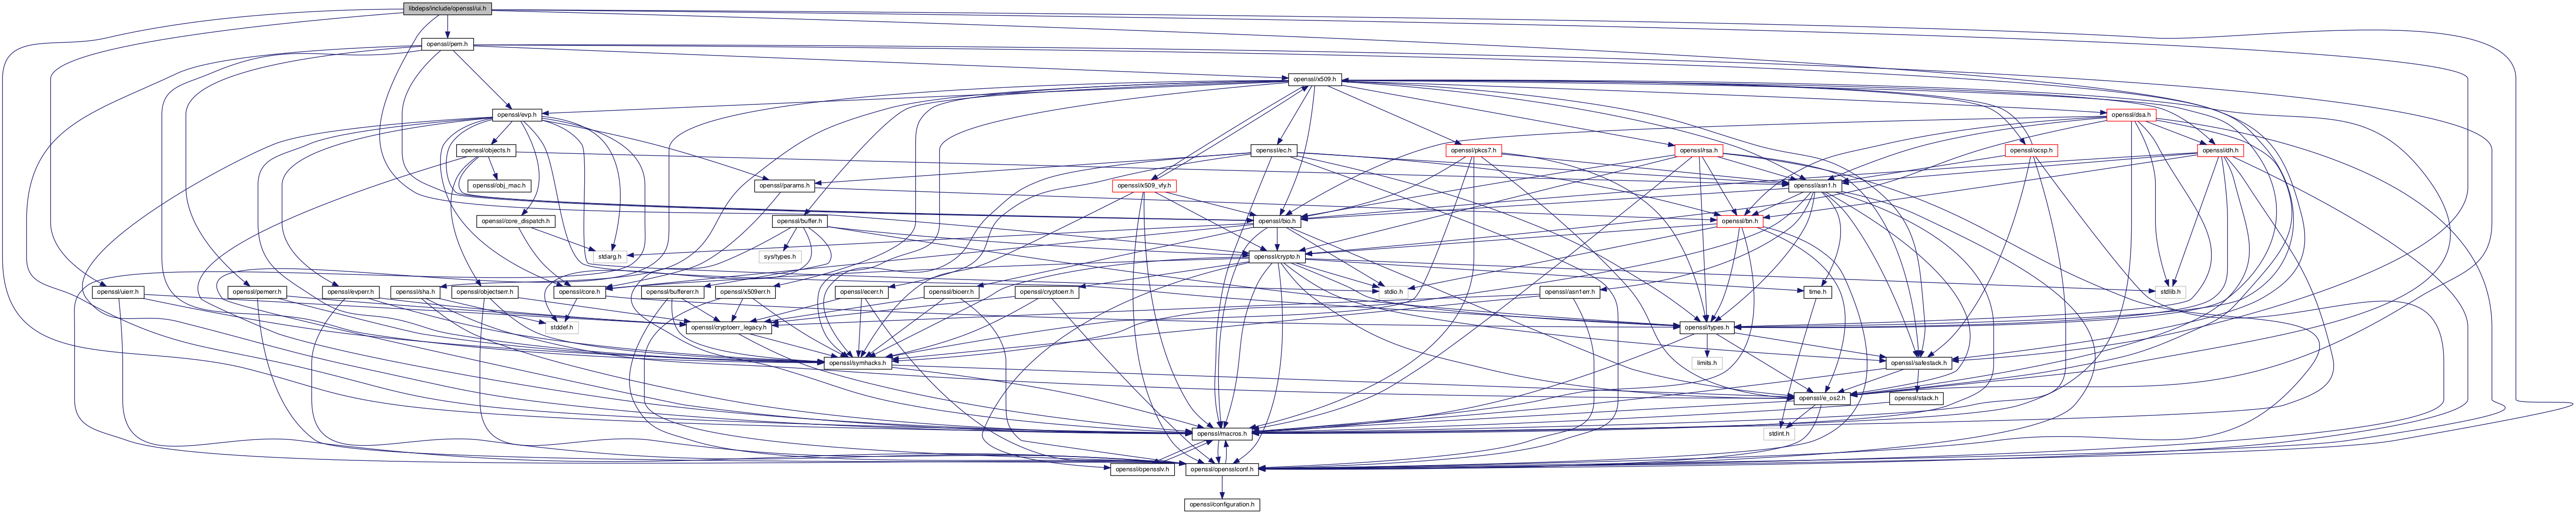 libdeps/include/openssl/ui.h
openssl/pem.h
openssl/x509.h
openssl/evp.h
openssl/dsa.h
openssl/objects.h
openssl/ec.h
openssl/pkcs7.h
openssl/rsa.h
openssl/ocsp.h
openssl/dh.h
openssl/obj_mac.h
openssl/params.h
openssl/x509_vfy.h
openssl/asn1.h
openssl/core_dispatch.h
openssl/buffer.h
openssl/bio.h
openssl/bn.h
stdarg.h
sys/types.h
openssl/crypto.h
openssl/uierr.h
openssl/pemerr.h
openssl/evperr.h
openssl/sha.h
openssl/objectserr.h
openssl/core.h
openssl/buffererr.h
openssl/x509err.h
openssl/ecerr.h
openssl/bioerr.h
openssl/cryptoerr.h
stdio.h
openssl/asn1err.h
time.h
stdlib.h
stddef.h
openssl/cryptoerr_legacy.h
openssl/types.h
openssl/symhacks.h
limits.h
openssl/safestack.h
openssl/e_os2.h
openssl/stack.h
openssl/macros.h
stdint.h
openssl/opensslv.h
openssl/opensslconf.h
openssl/configuration.h